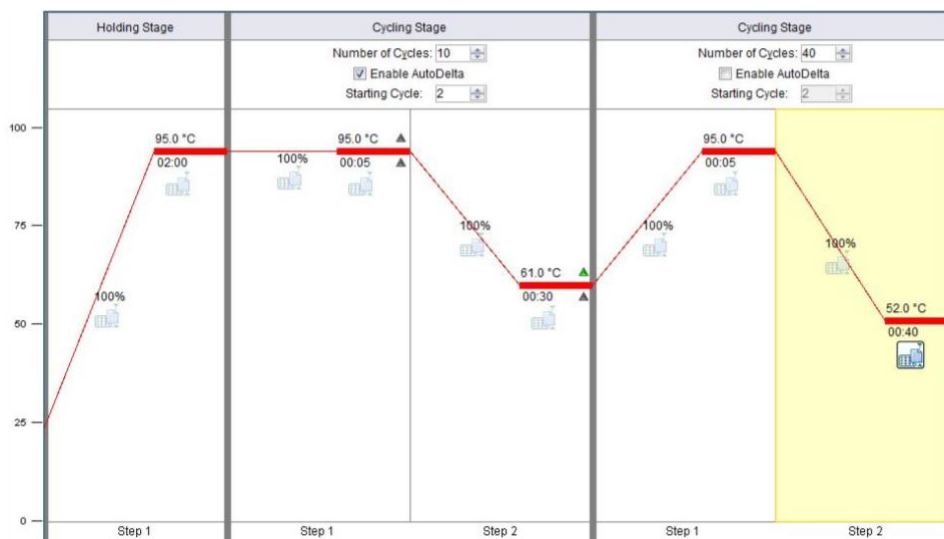 Holding Stage
Cycling Stage
Number of Cycles: 10
Enable AutoDelta
Starting Cycle: 2
Cycling Stage
Number of Cycles: 40
Enable AutoDelta
Starting Cycle: 2
100
75
50
25
0
100%
95.0 °C
02:00
100%
95.0 °C
00:05
100%
61.0 °C
00:30
100%
95.0 °C
00:05
100%
52.0 °C
00:40
Step 1
Step 1
Step 2
Step 1
Step 2